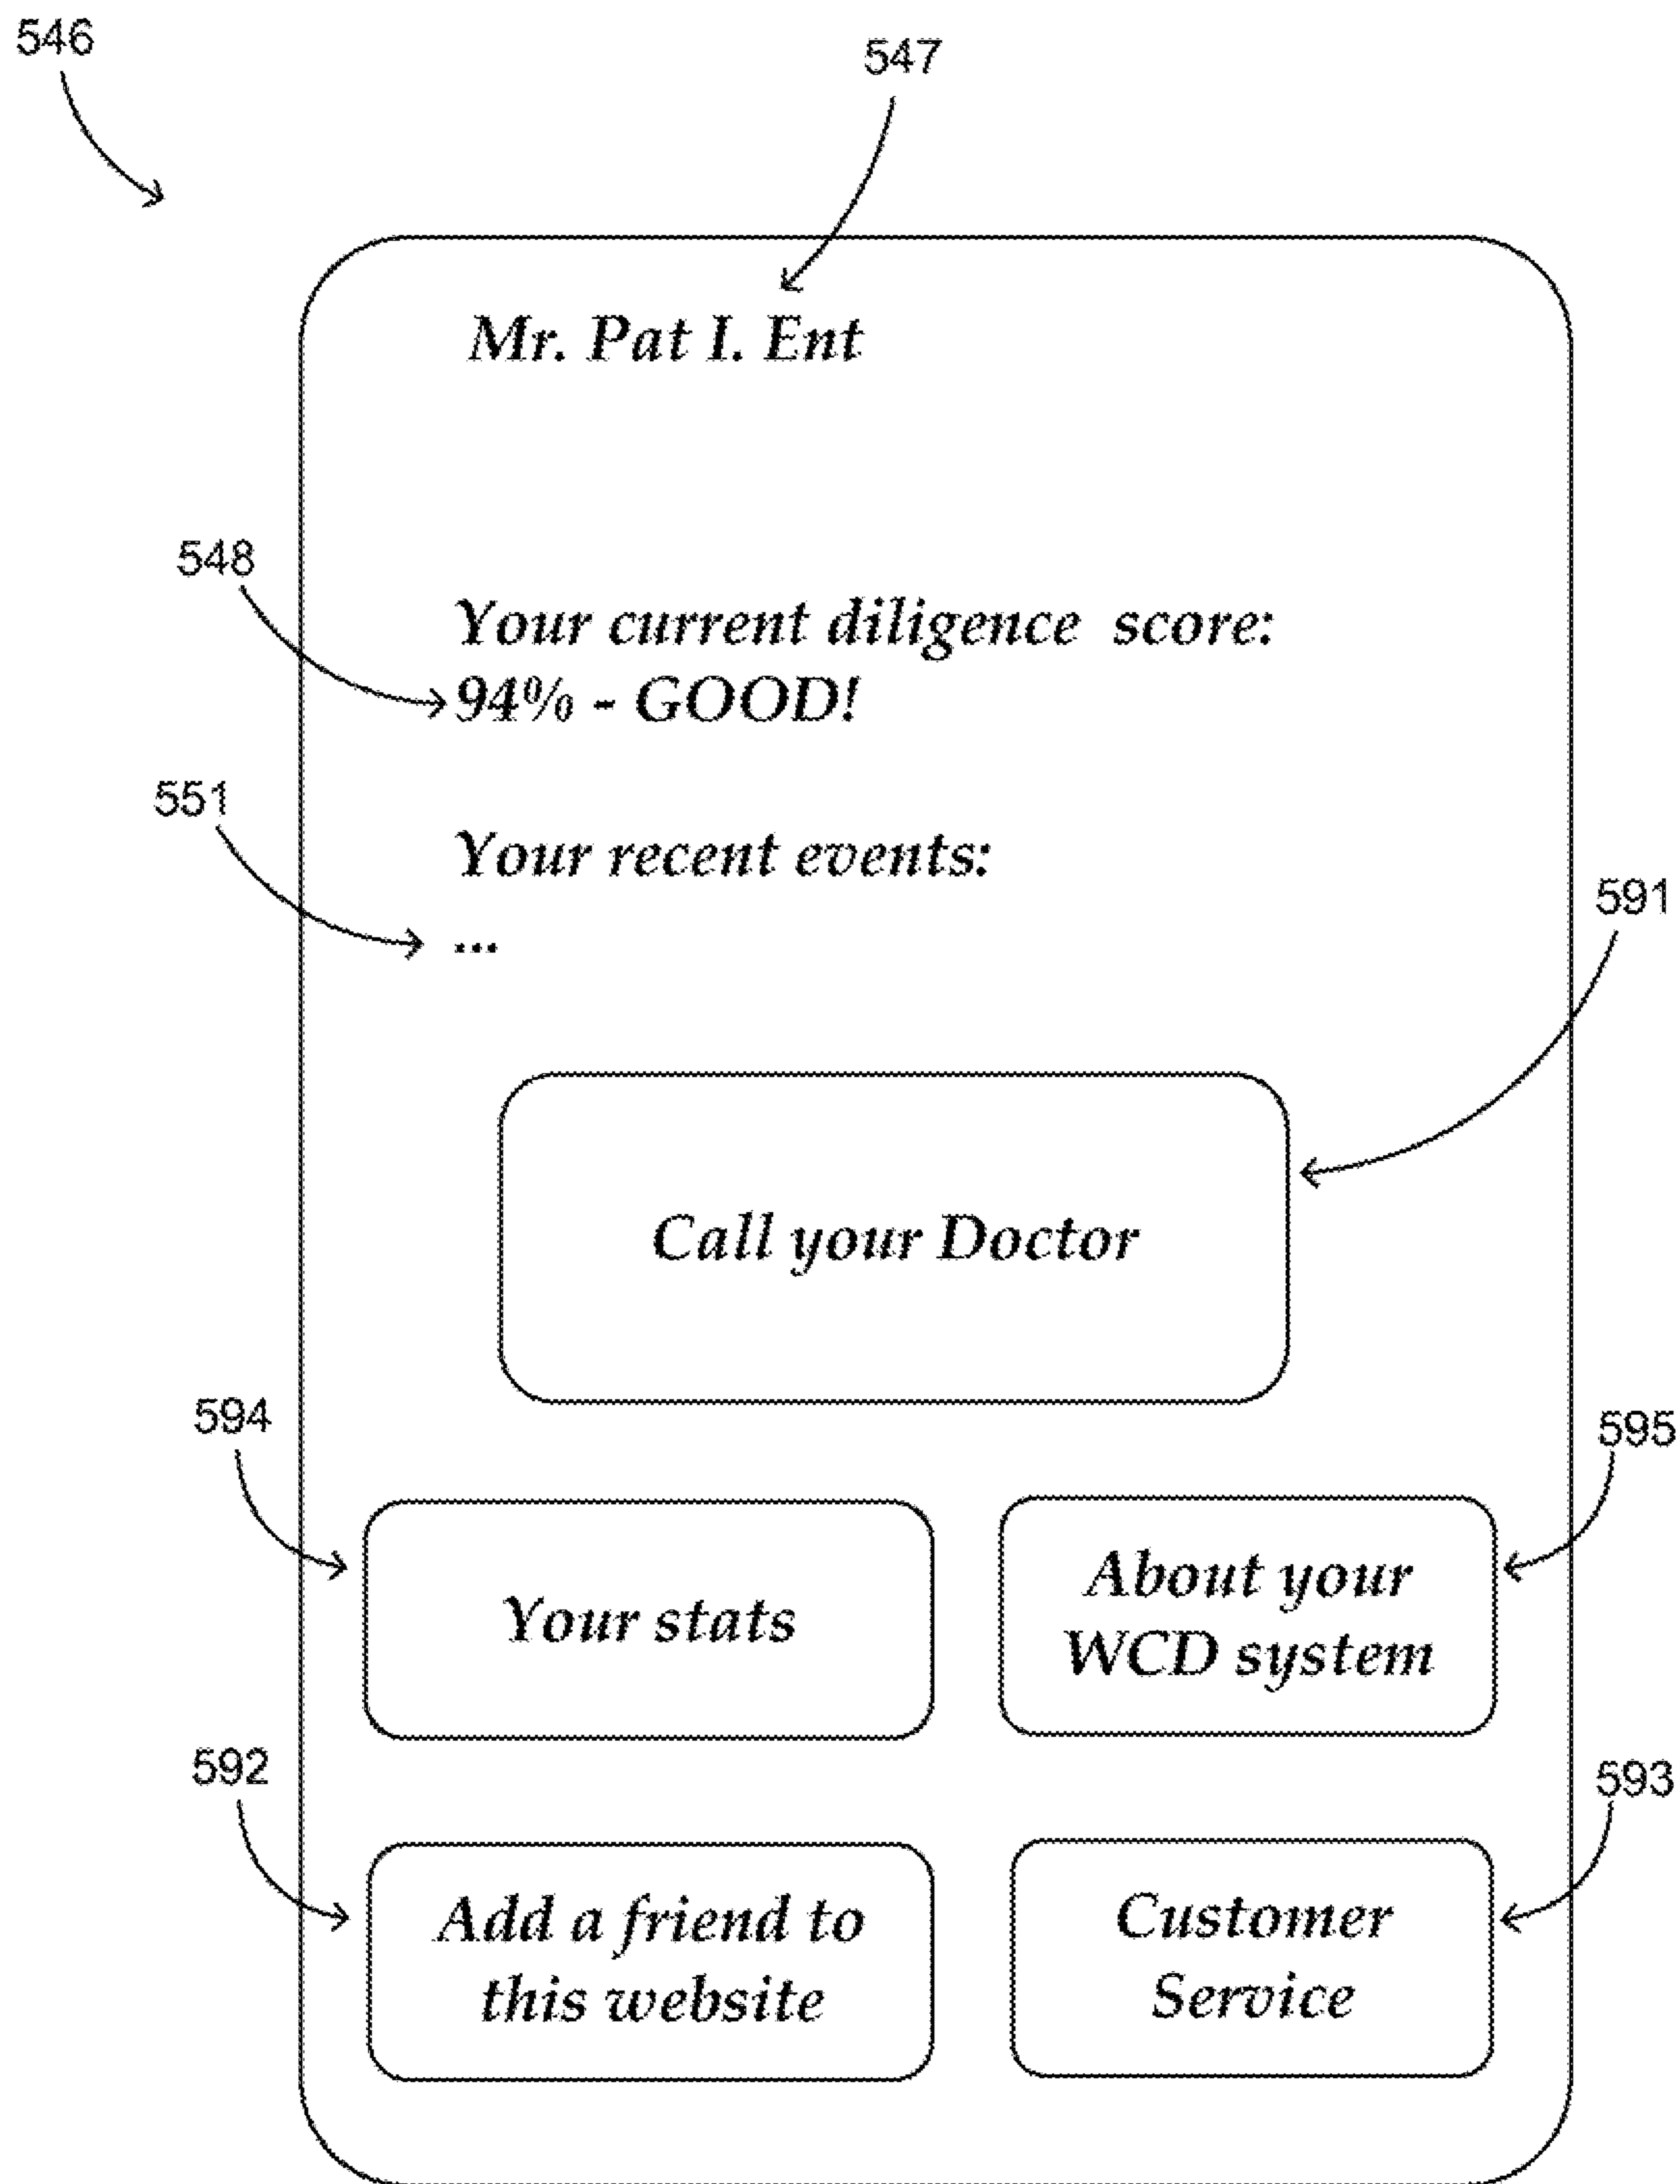 546
547
Mr. Pat I. Ent
548
Your current diligence score:
94% - GOOD!
551
Your recent events:
...
591
Call your Doctor
594
595
Your stats
About your
WCD system
592
593
Add a friend to
this website
Customer
Service